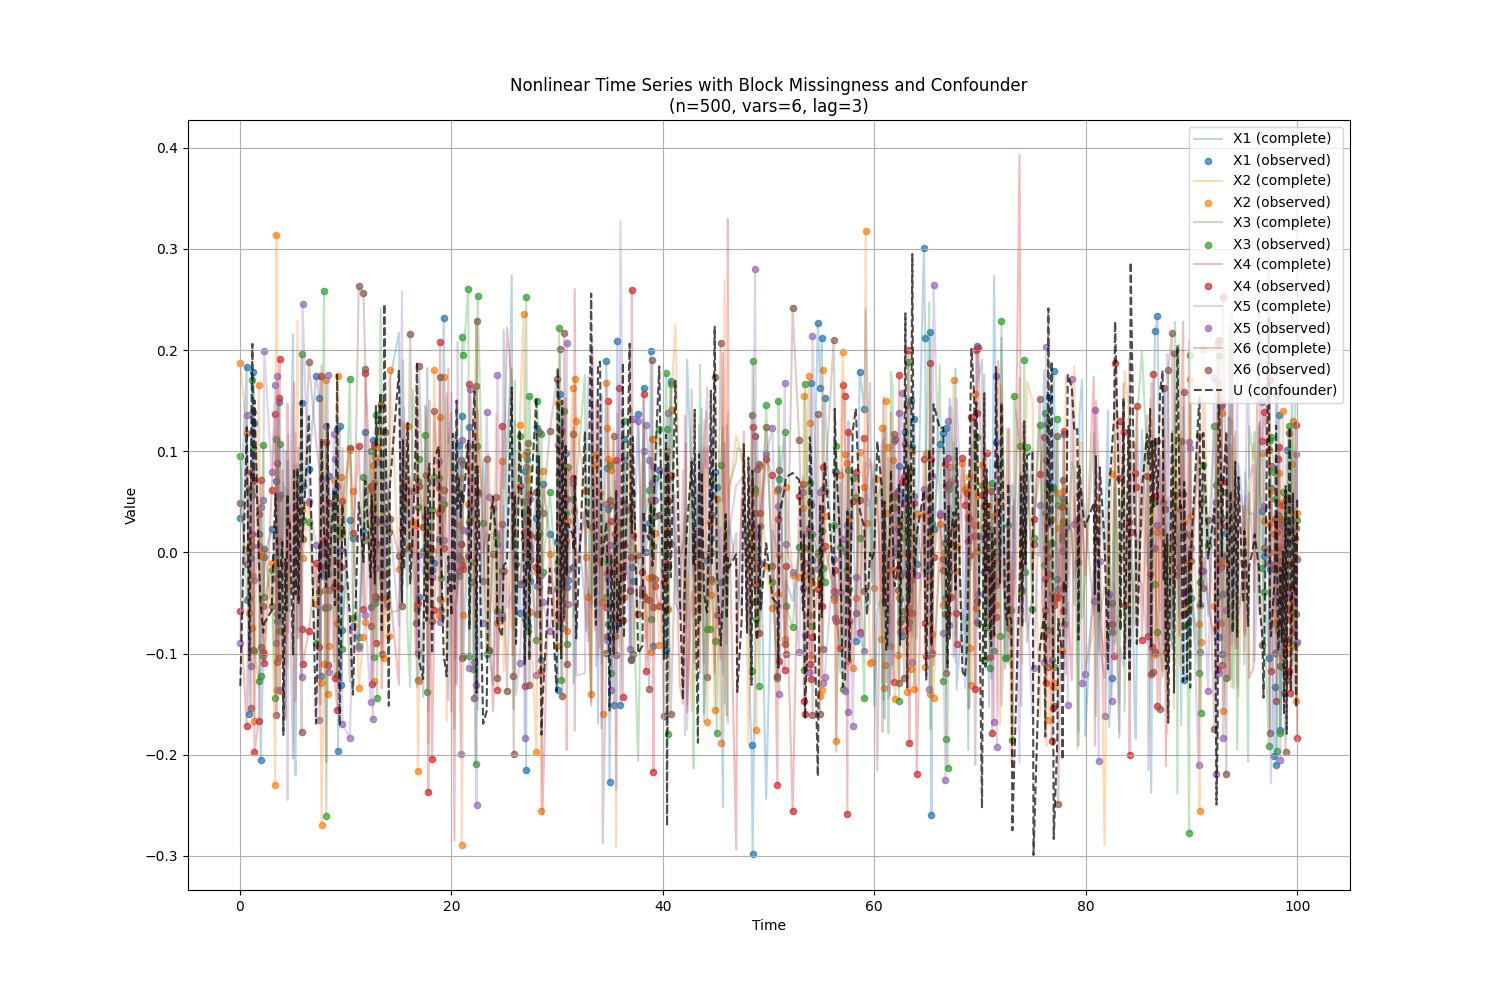 Nonlinear Time Series with Block Missingness and Confounder
(n=500, vars=6, lag=3)
X1 (complete)
X1 (observed)
X2 (complete)
X2 (observed)
X3 (complete)
X3 (observed)
X4 (complete)
X4 (observed)
X5 (complete)
X5 (observed)
X6 (complete)
X6 (observed)
U (confounder)
Value
0.4
0.3
0.2
0.1
0.0
−0.1
−0.2
−0.3
0
20
40
60
80
100
Time